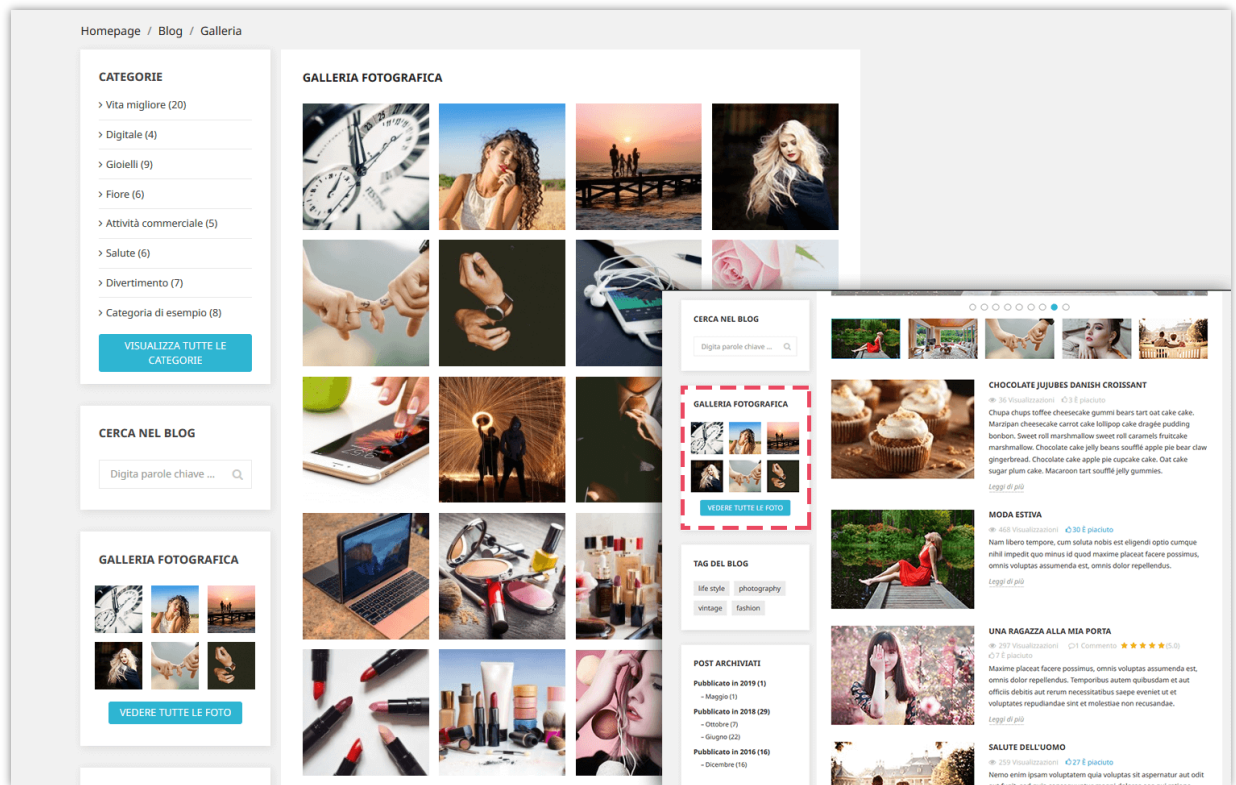 Homepage / Blog / Galleria
CATEGORIE
Vita migliore (20)
Digitale (4)
Gioielli (9)
Fiore (6)
Attività commerciale (5)
Salute (6)
Divertimento (7)
Categoria di esempio (8)
VISUALIZZA TUTTE LE
CATEGORIE
CERCA NEL BLOG
Digita parole chiave ...
GALLERIA FOTOGRAFICA
VEDERE TUTTE LE FOTO
GALLERIA FOTOGRAFICA
CERCA NEL BLOG
Digita parole chiave ...
GALLERIA FOTOGRAFICA
VEDERE TUTTE LE FOTO
TAG DEL BLOG
life style photography
vintage fashion
POST ARCHIVIATI
Pubblicato in 2019 (1)
– Maggio (1)
Pubblicato in 2018 (29)
– Ottobre (7)
– Giugno (22)
Pubblicato in 2016 (16)
– Dicembre (16)
CHOCOLATE JUJUBES DANISH CROISSANT
36 Visualizzazioni 3 È piaciuto
Chupa chups toffee cheesecake gummi bears tart oat cake cake.
Marzipan cheesecake carrot cake lollipop cake dragée pudding
bonbon. Sweet roll marshmallow sweet roll caramels fruitcake
marshmallow. Chocolate cake jelly beans soufflé apple pie bear claw
gingerbread. Chocolate cake apple pie cupcake cake. Oat cake
sugar plum cake. Macaroon tart soufflé jelly gummies.
Leggi di più
MODA ESTIVA
468 Visualizzazioni 30 È piaciuto
Nam libero tempore, cum soluta nobis est eligendi optio cumque
nihil impedit quo minus id quod maxime placeat facere possimus,
omnis voluptas assumenda est, omnis dolor repellendus.
Leggi di più
UNA RAGAZZA ALLA MIA PORTA
297 Visualizzazioni 1 Commento (5.0)
7 È piaciuto
Maxime placeat facere possimus, omnis voluptas assumenda est,
omnis dolor repellendus. Temporibus autem quibusdam et aut
officiis debitis aut rerum necessitatibus saepe eveniet ut et
voluptates repudiandae sint et molestiae non recusandae.
Leggi di più
SALUTE DELL'UOMO
259 Visualizzazioni 27 È piaciuto
Nemo enim ipsam voluptatem quia voluptas sit aspernatur aut odit